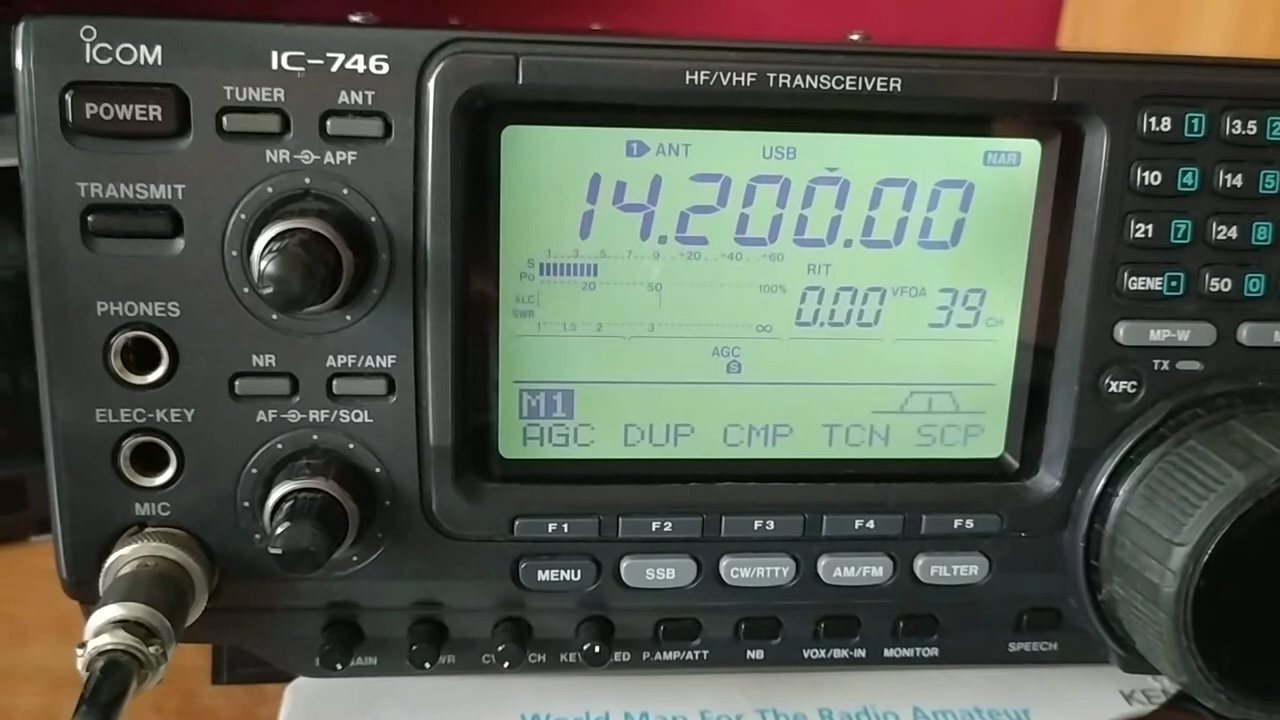 ICOM
IC-746
HF/VHF TRANSCEIVER
POWER
TUNER
ANT
NR APF
TRANSMIT
PHONES
NR
APF/ANF
ELEC-KEY
AF RF/SQL
MIC
1 ANT
USB
NAR
14.200.00
S 1...3...5...7...9...+20...+40...+60
Po 20 50 100%
ALC
SWR 1 1.5 2 3 ∞
RIT
0.00
VFOA
39 CH
AGC
S
M1
AGC DUP CMP TCN SCP
F1 F2 F3 F4 F5
MENU SSB CW/RTTY AM/FM FILTER
P.AMP/ATT NB VOX/BK-IN MONITOR
SPEECH
1.8 1 3.5 2
10 4 14 5
21 7 24 8
GENE • 50 0
MP-W
TX
XFC
World Map For The Radio Amateur